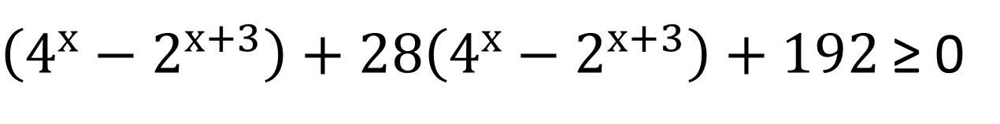 (4ˣ − 2ˣ⁺³) + 28(4ˣ − 2ˣ⁺³) + 192 ≥ 0